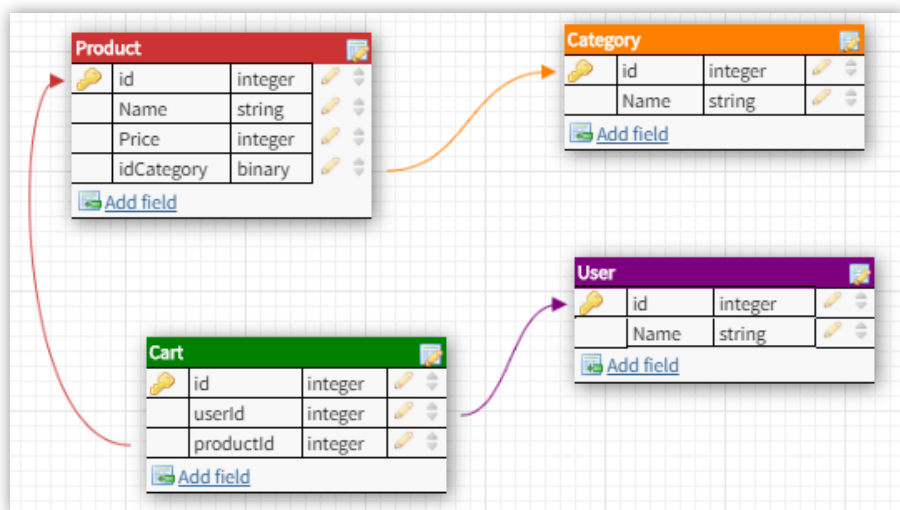 Product
id integer
Name string
Price integer
idCategory binary
Add field
Category
id integer
Name string
Add field
User
id integer
Name string
Add field
Cart
id integer
userId integer
productId integer
Add field